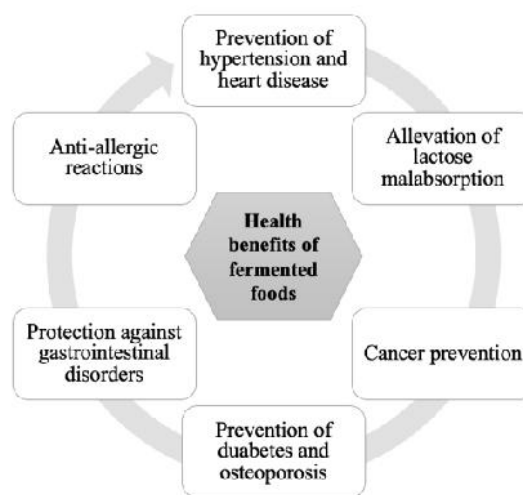 Prevention of
hypertension and
heart disease
Allevation of
lactose
malabsorption
Cancer prevention
Prevention of
duabetes and
osteoporosis
Protection against
gastrointestinal
disorders
Anti-allergic
reactions
Health
benefits of
fermented
foods